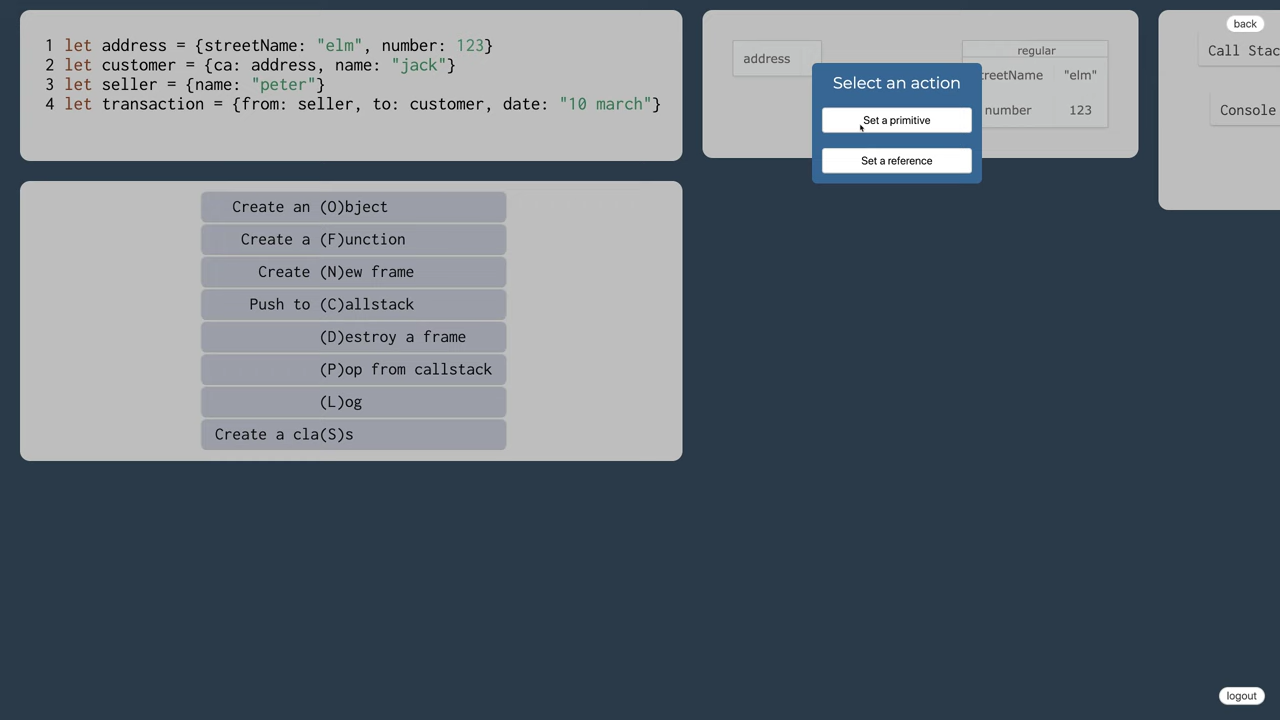 1 let address = {streetName: "elm", number: 123}
2 let customer = {ca: address, name: "jack"}
3 let seller = {name: "peter"}
4 let transaction = {from: seller, to: customer, date: "10 march"}
Create an (O)bject
Create a (F)unction
Create (N)ew frame
Push to (C)allstack
(D)estroy a frame
(P)op from callstack
(L)og
Create a cla(S)s
address
Select an action
Set a primitive
Set a reference
regular
treetName "elm"
number 123
back
Call Stac
Console
logout